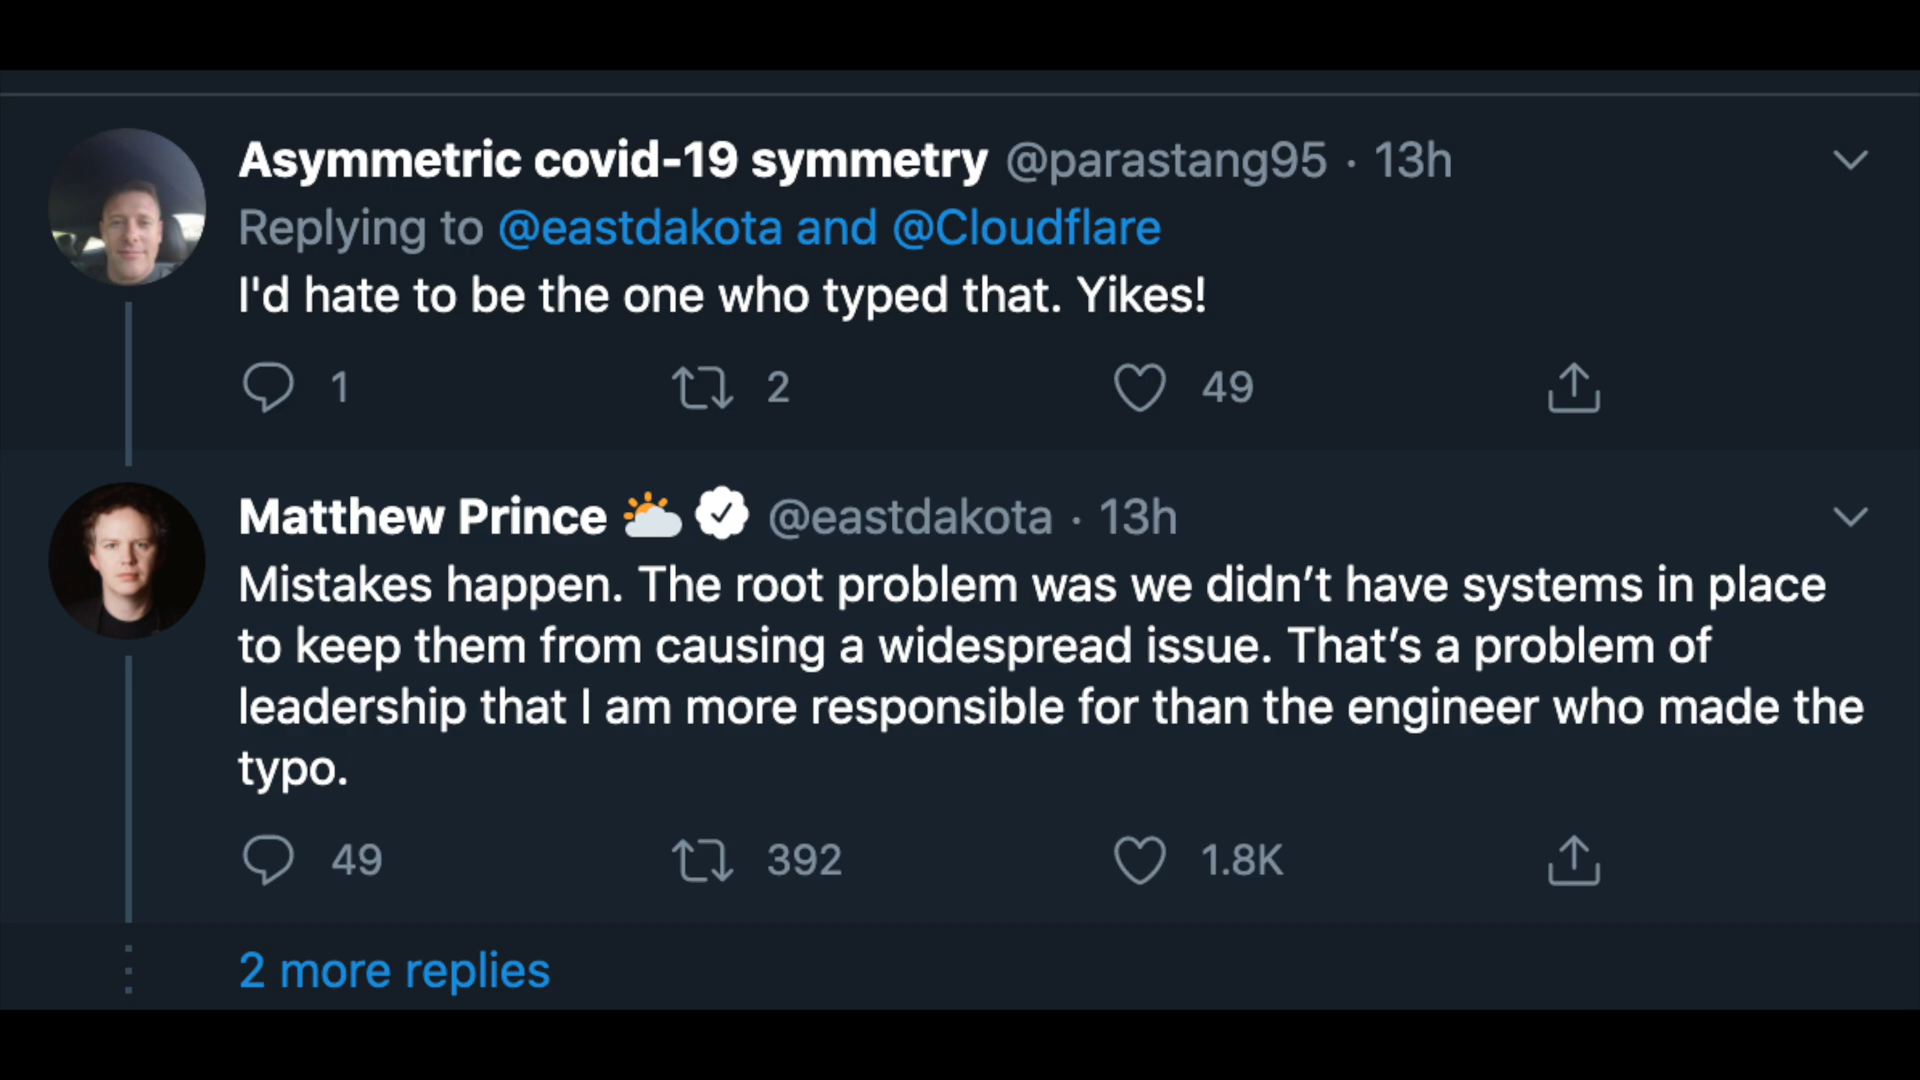 Asymmetric covid-19 symmetry @parastang95 · 13h
Replying to @eastdakota and @Cloudflare
I'd hate to be the one who typed that. Yikes!
1 2 49
Matthew Prince @eastdakota · 13h
Mistakes happen. The root problem was we didn’t have systems in place
to keep them from causing a widespread issue. That’s a problem of
leadership that I am more responsible for than the engineer who made the
typo.
49 392 1.8K
2 more replies